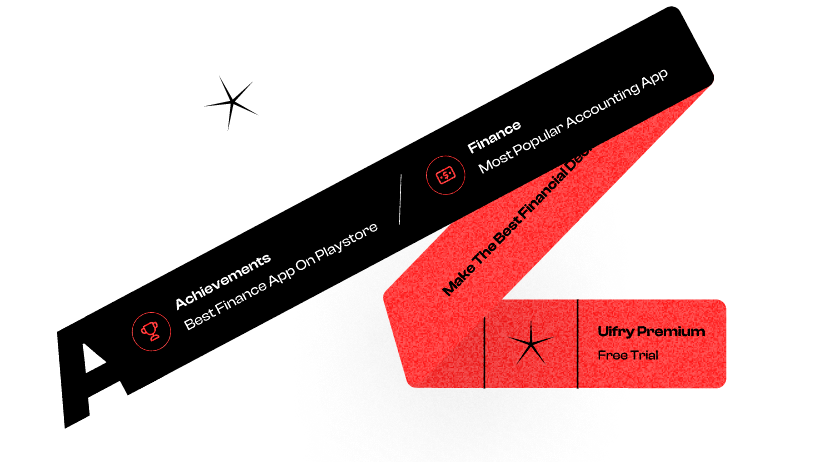 Finance
Most Popular Accounting App
Achievements
Best Finance App On Playstore
Make The Best Financial
Uifry Premium
Free Trial
A